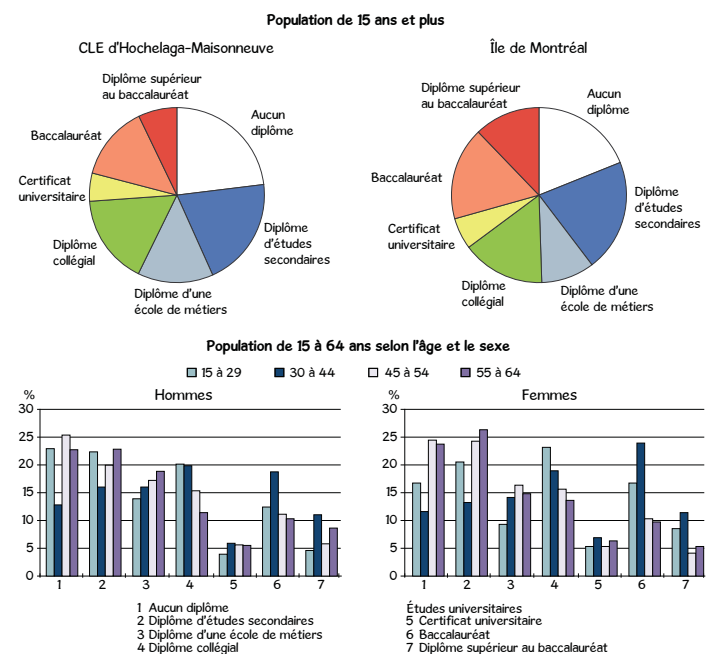 Population de 15 ans et plus
CLE d'Hochelaga-Maisonneuve
Diplôme supérieur
au baccalauréat
Aucun
diplôme
Baccalauréat
Certificat
universitaire
Diplôme
d'études
secondaires
Diplôme
collégial
Diplôme d'une
école de métiers
Île de Montréal
Diplôme supérieur
au baccalauréat
Aucun
diplôme
Baccalauréat
Diplôme
d'études
secondaires
Certificat
universitaire
Diplôme
collégial
Diplôme d'une
école de métiers
Population de 15 à 64 ans selon l'âge et le sexe
15 à 29 30 à 44 45 à 54 55 à 64
% Hommes
30
25
20
15
10
5
0
1 2 3 4 5 6 7
% Femmes
30
25
20
15
10
5
0
1 2 3 4 5 6 7
1 Aucun diplôme
2 Diplôme d'études secondaires
3 Diplôme d'une école de métiers
4 Diplôme collégial
Études universitaires
5 Certificat universitaire
6 Baccalauréat
7 Diplôme supérieur au baccalauréat